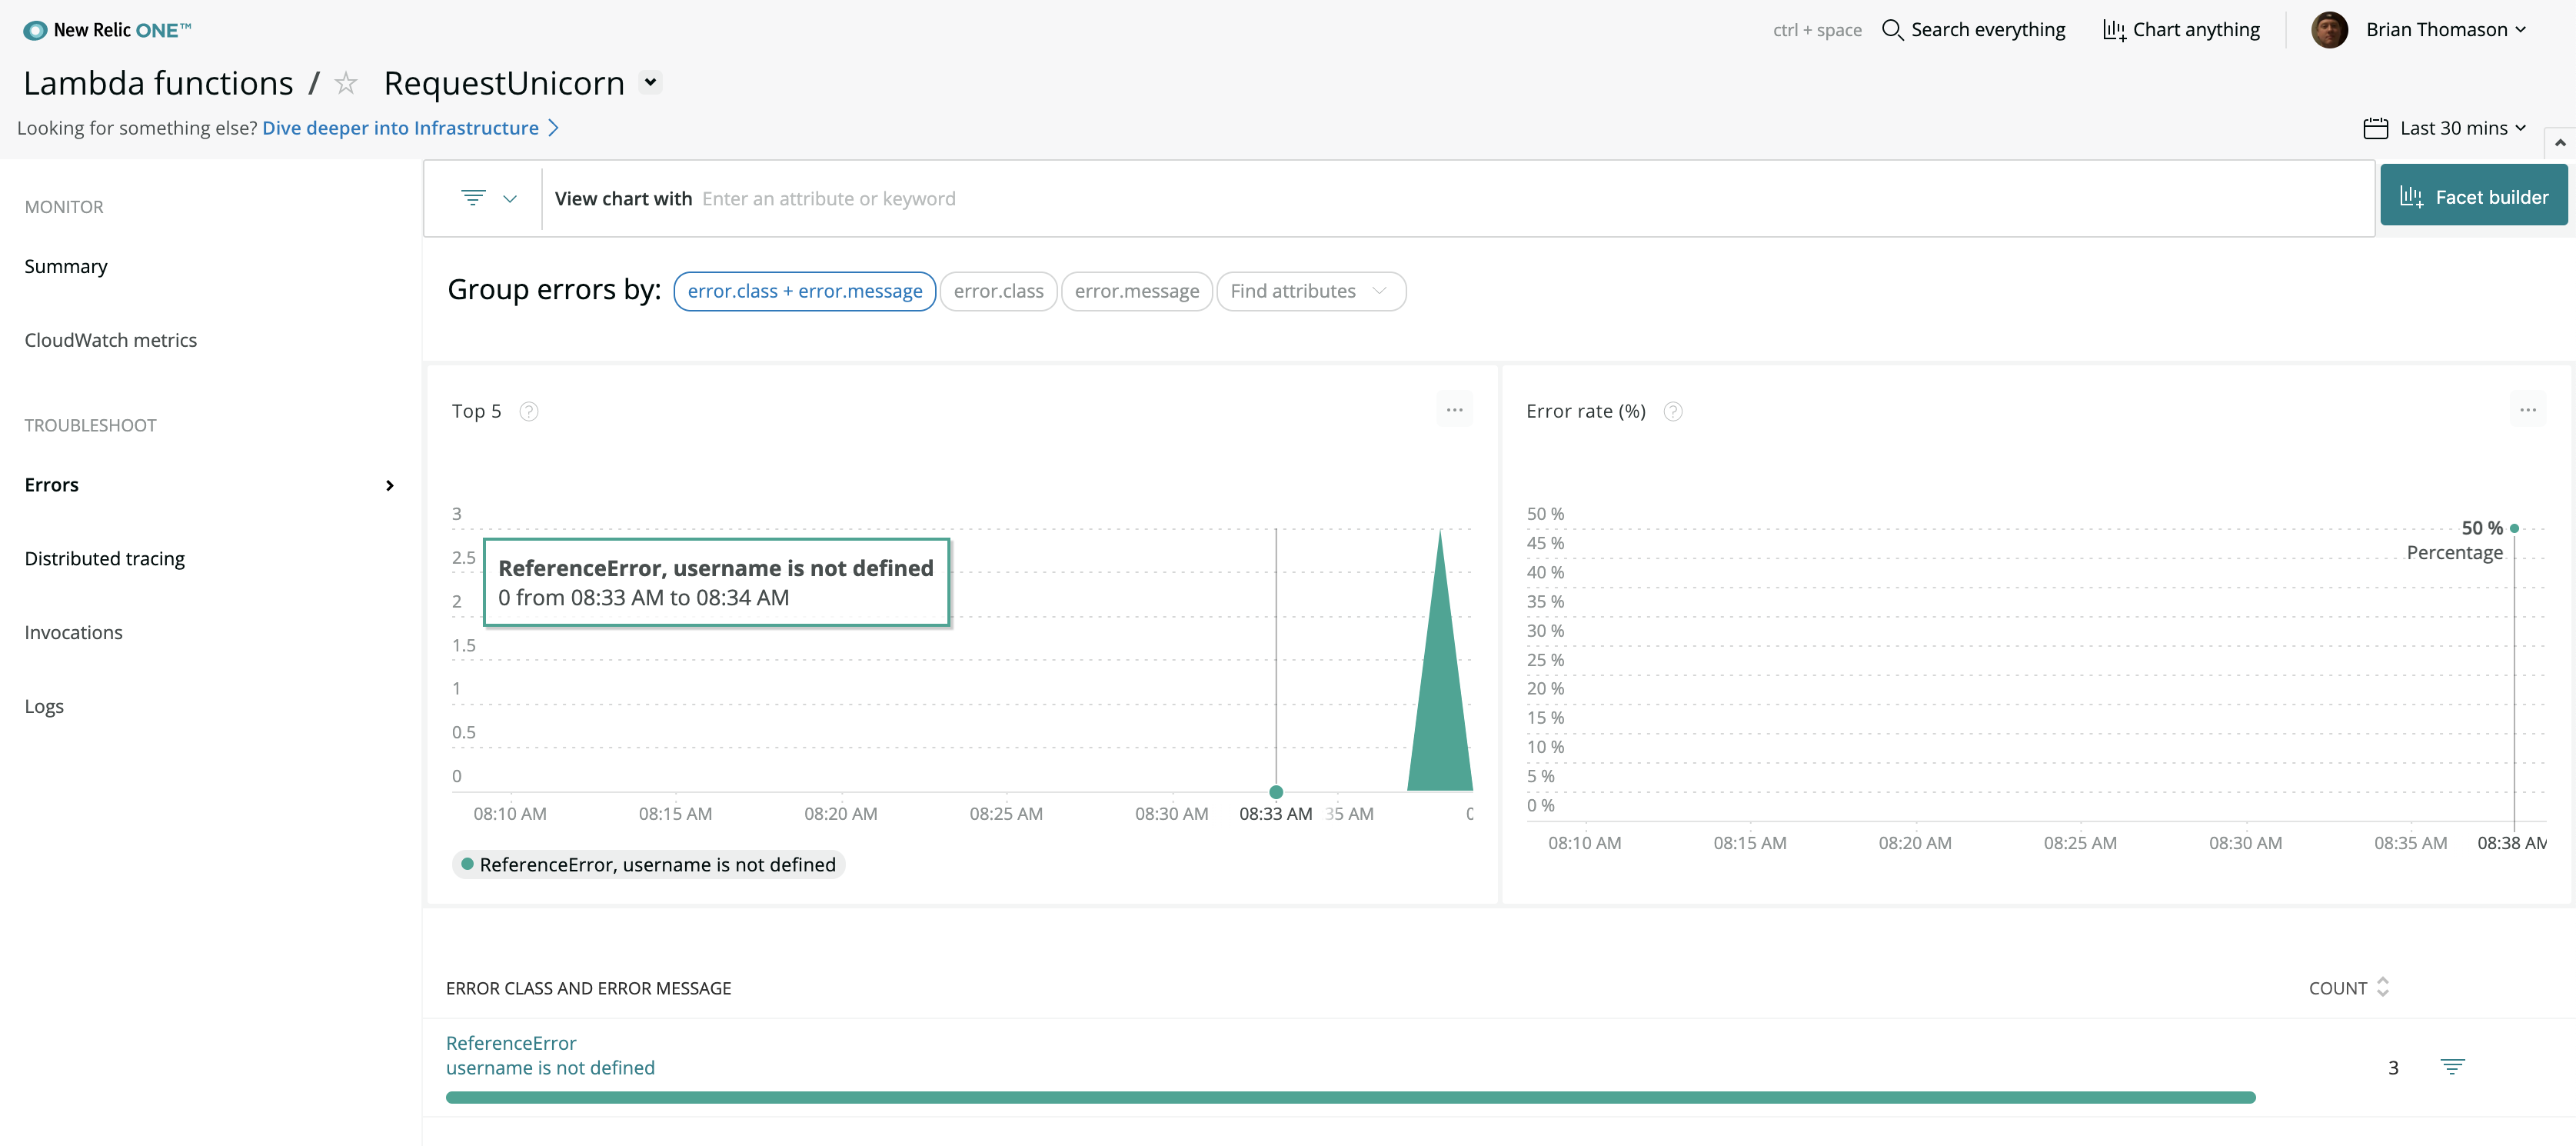 New Relic ONE™
ctrl + space Search everything Chart anything Brian Thomason
Lambda functions / RequestUnicorn
Looking for something else? Dive deeper into Infrastructure
Last 30 mins
MONITOR
Summary
CloudWatch metrics
TROUBLESHOOT
Errors
Distributed tracing
Invocations
Logs
View chart with Enter an attribute or keyword
Facet builder
Group errors by: error.class + error.message error.class error.message Find attributes
Top 5 ?
3
2.5
2
1.5
1
0.5
0
ReferenceError, username is not defined
0 from 08:33 AM to 08:34 AM
08:10 AM 08:15 AM 08:20 AM 08:25 AM 08:30 AM 08:33 AM 35 AM 0
ReferenceError, username is not defined
Error rate (%) ?
50 %
45 %
40 %
35 %
30 %
25 %
20 %
15 %
10 %
5 %
0 %
50 %
Percentage
08:10 AM 08:15 AM 08:20 AM 08:25 AM 08:30 AM 08:35 AM 08:38 AM
ERROR CLASS AND ERROR MESSAGE COUNT
ReferenceError
username is not defined 3